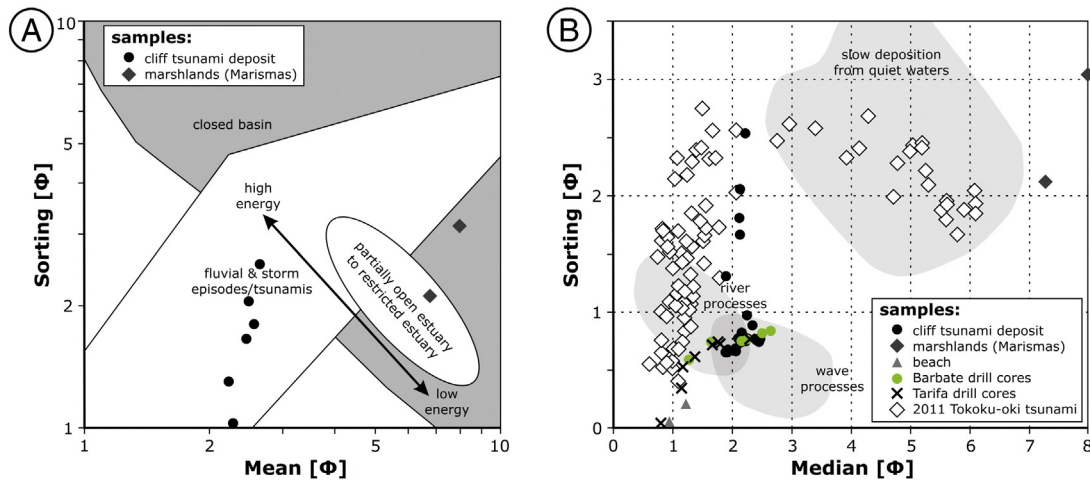 A
10
5
2
1
Sorting [Φ]
samples:
cliff tsunami deposit
marshlands (Marismas)
closed basin
high
energy
fluvial & storm
episodes/tsunamis
partially open estuary
to restricted estuary
low
energy
1
2
5
10
Mean [Φ]
B
3
2
1
0
Sorting [Φ]
slow deposition
from quiet waters
river
processes
wave
processes
samples:
cliff tsunami deposit
marshlands (Marismas)
beach
Barbate drill cores
Tarifa drill cores
2011 Tokoku-oki tsunami
0
1
2
3
4
5
6
7
8
Median [Φ]